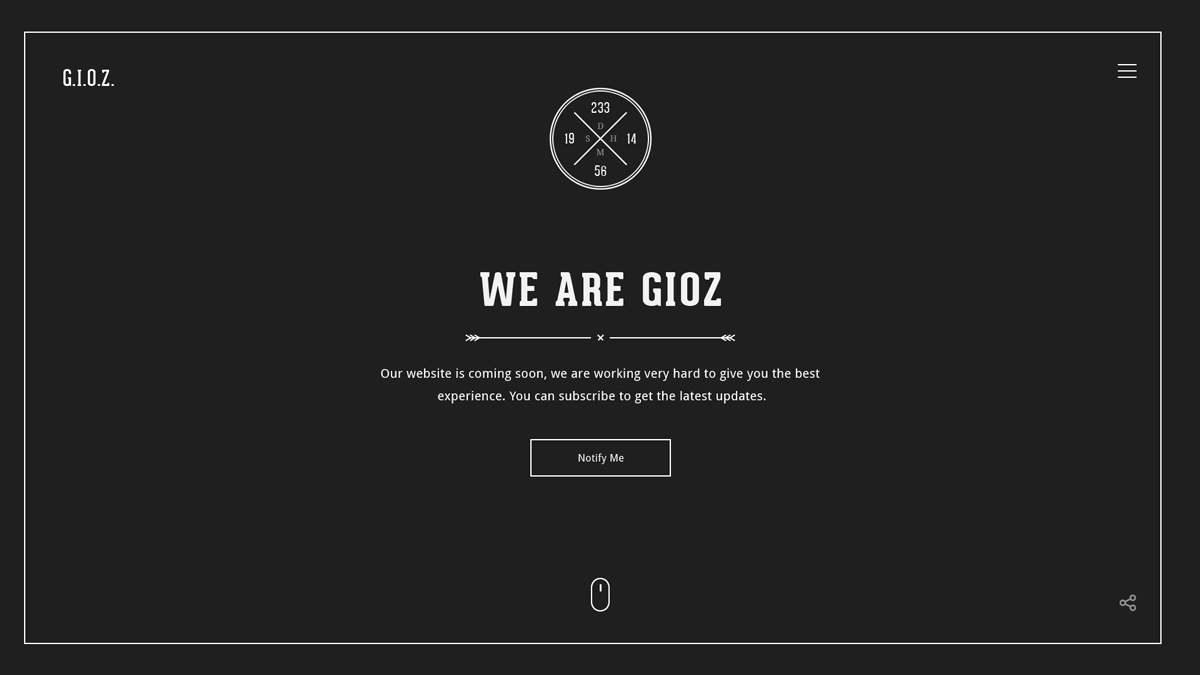 G.I.O.Z.
233
D
19 S H 14
M
56
WE ARE GIOZ
Our website is coming soon, we are working very hard to give you the best
experience. You can subscribe to get the latest updates.
Notify Me